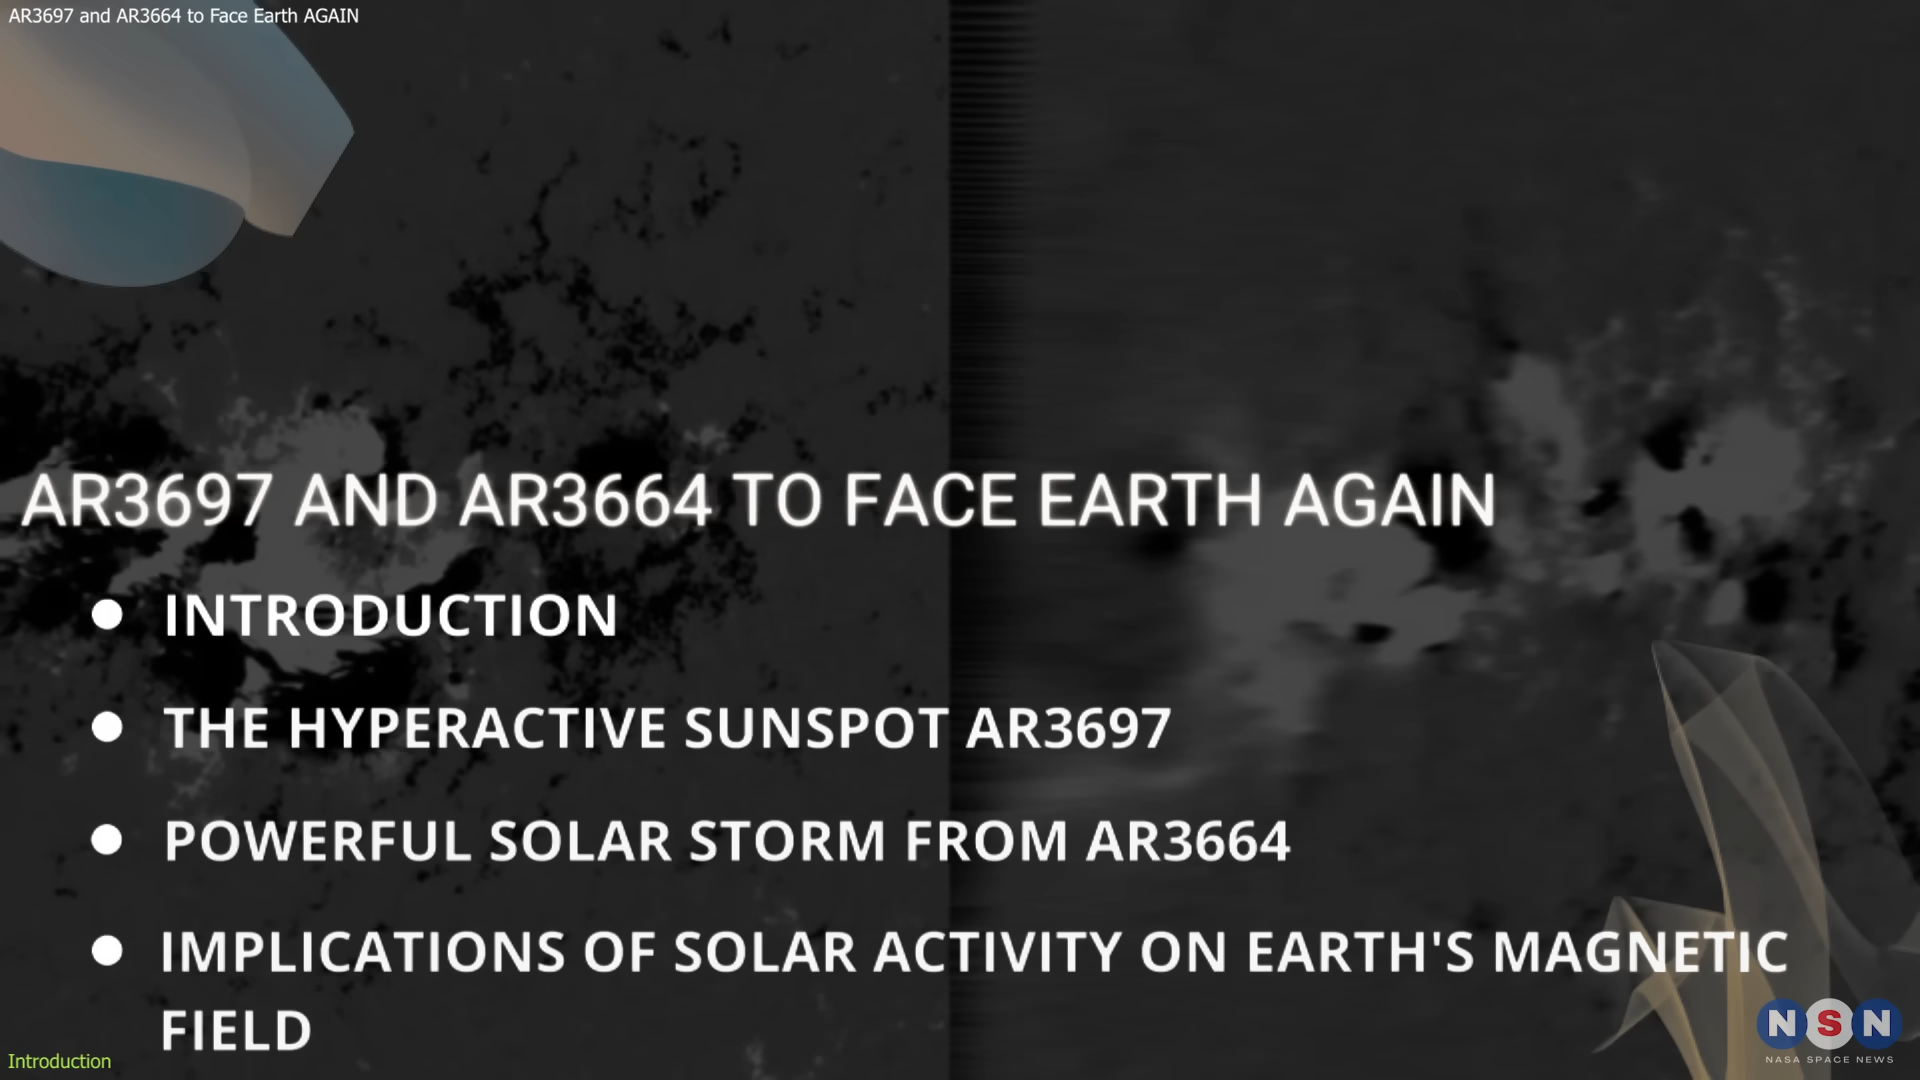 AR3697 and AR3664 to Face Earth AGAIN
AR3697 AND AR3664 TO FACE EARTH AGAIN
● INTRODUCTION
● THE HYPERACTIVE SUNSPOT AR3697
● POWERFUL SOLAR STORM FROM AR3664
● IMPLICATIONS OF SOLAR ACTIVITY ON EARTH'S MAGNETIC
FIELD
NSN
NASA SPACE NEWS
Introduction